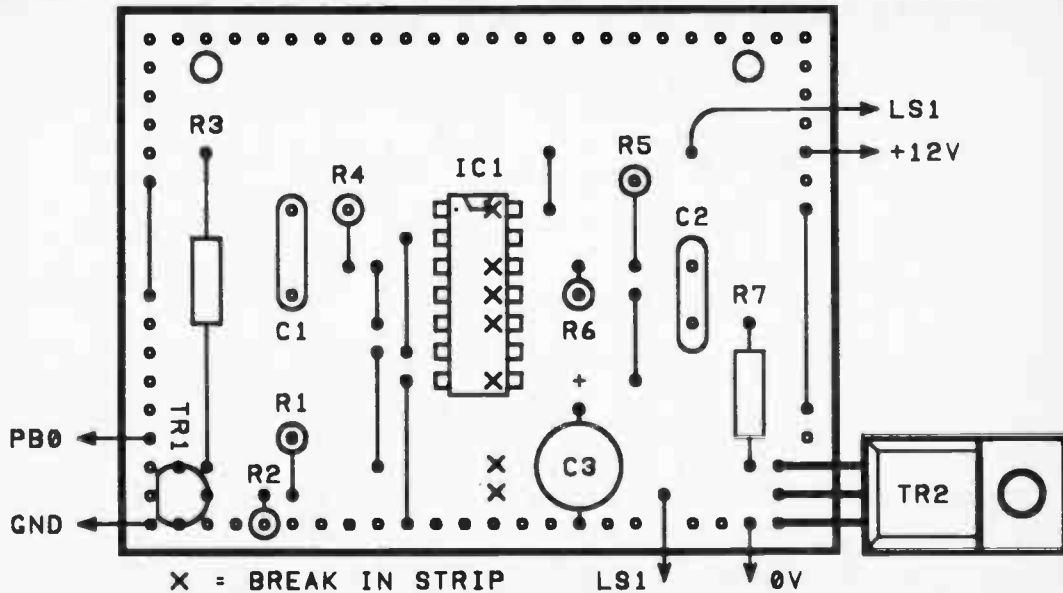 LS1
R3
+12V
R5
IC1
R4
C2
R7
C1
R6
+
TR1
R1
PB0
C3
R2
TR2
GND
X = BREAK IN STRIP
LS1
0V